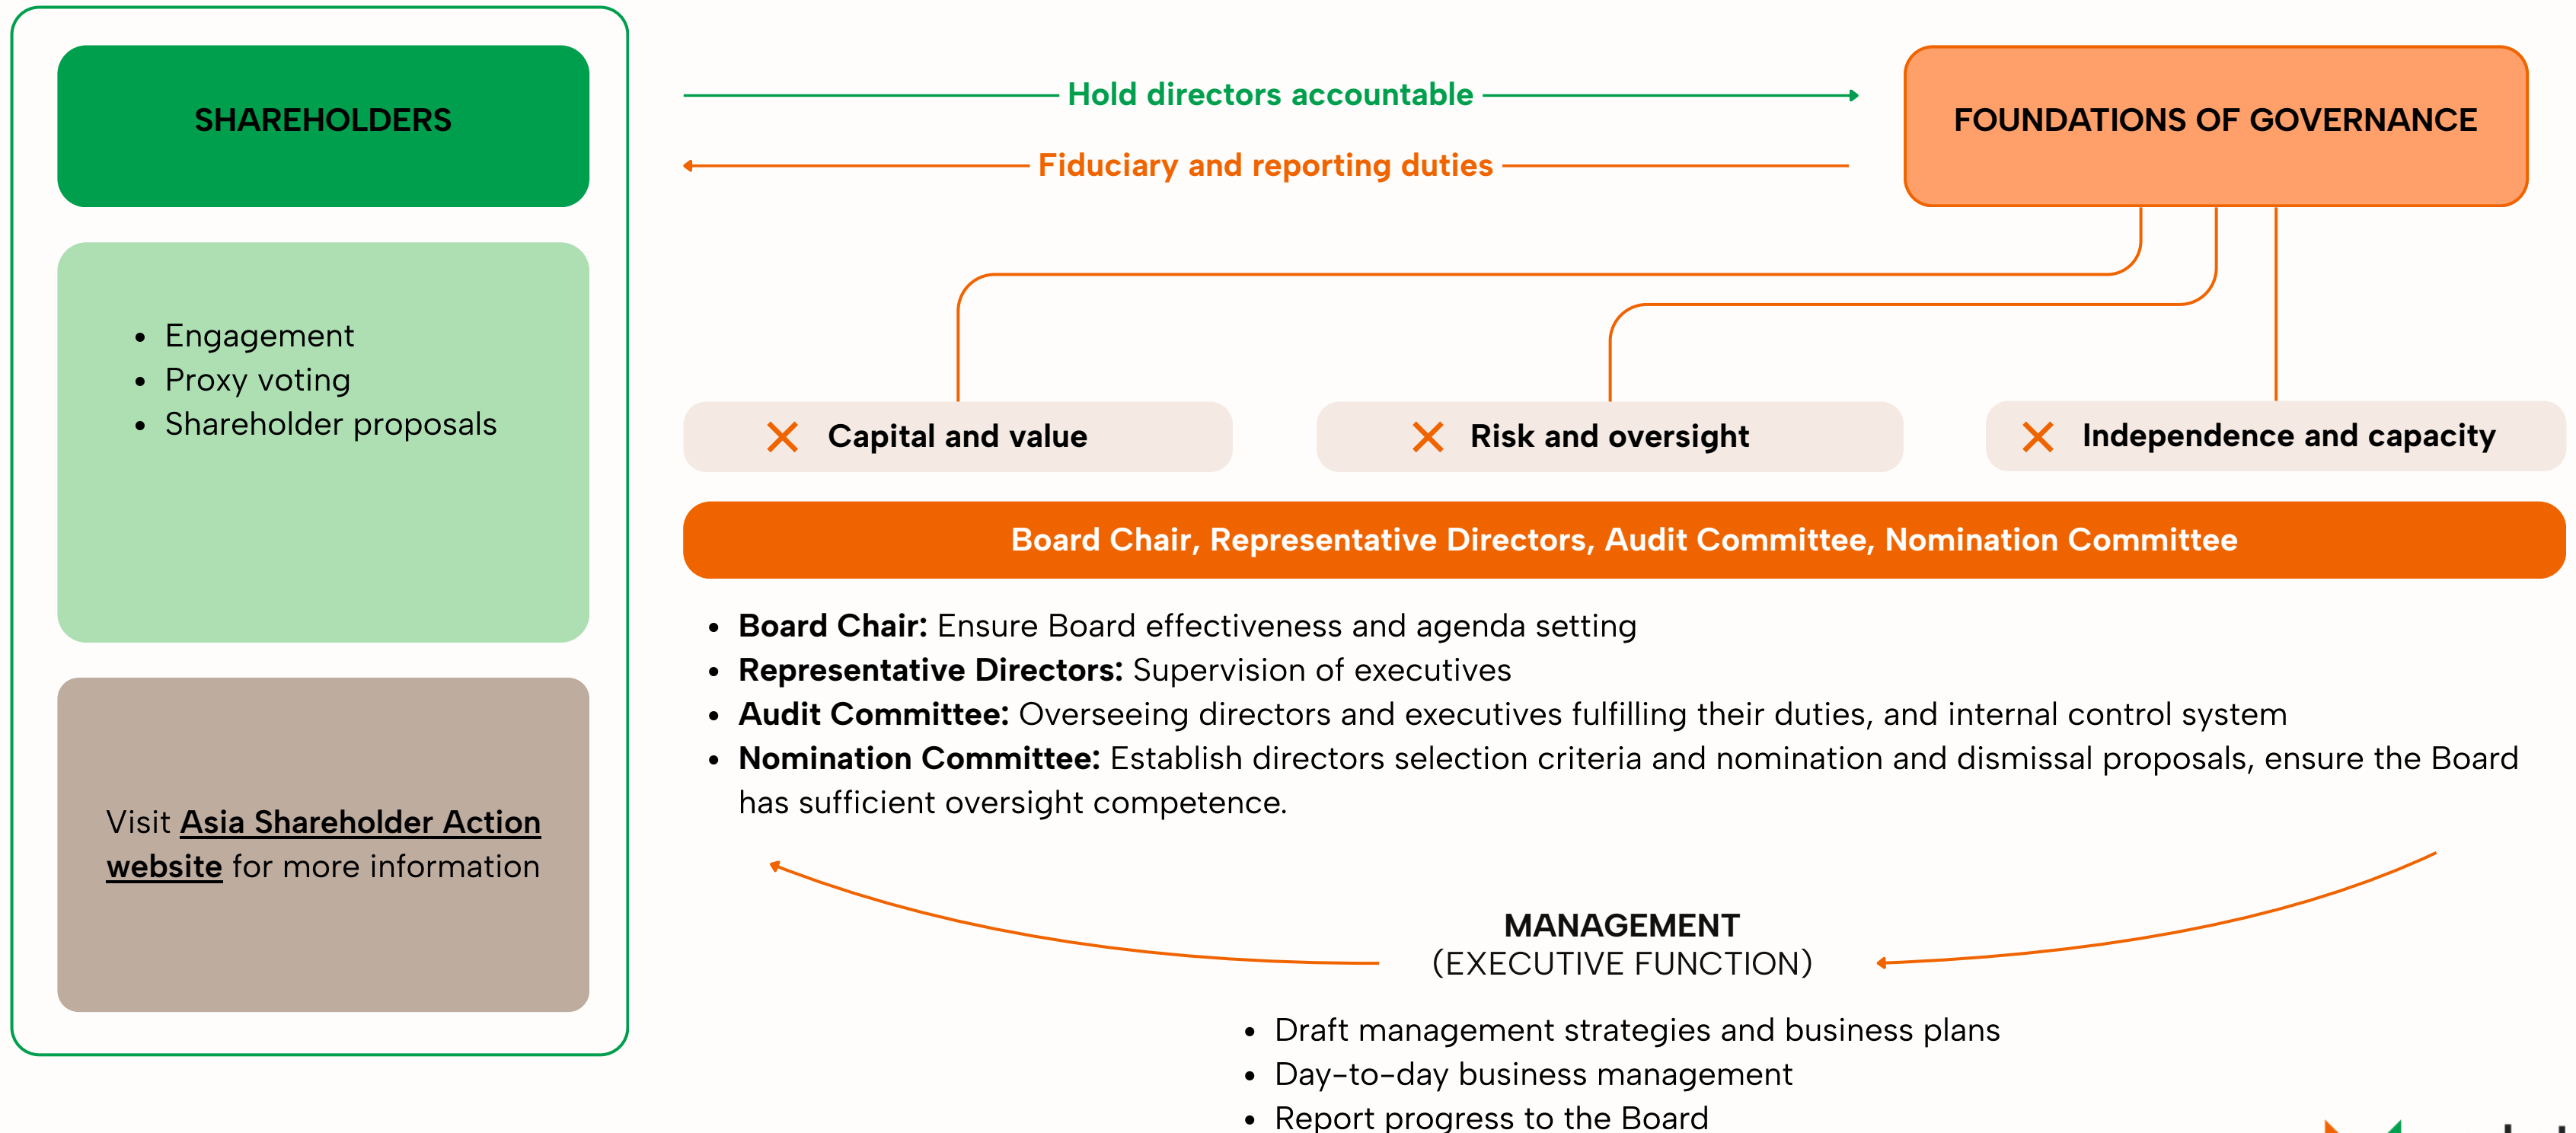 SHAREHOLDERS
• Engagement
• Proxy voting
• Shareholder proposals
Visit Asia Shareholder Action
website for more information
Hold directors accountable
Fiduciary and reporting duties
FOUNDATIONS OF GOVERNANCE
Capital and value
Risk and oversight
Independence and capacity
Board Chair, Representative Directors, Audit Committee, Nomination Committee
• Board Chair: Ensure Board effectiveness and agenda setting
• Representative Directors: Supervision of executives
• Audit Committee: Overseeing directors and executives fulfilling their duties, and internal control system
• Nomination Committee: Establish directors selection criteria and nomination and dismissal proposals, ensure the Board
has sufficient oversight competence.
MANAGEMENT
(EXECUTIVE FUNCTION)
• Draft management strategies and business plans
• Day-to-day business management
• Report progress to the Board